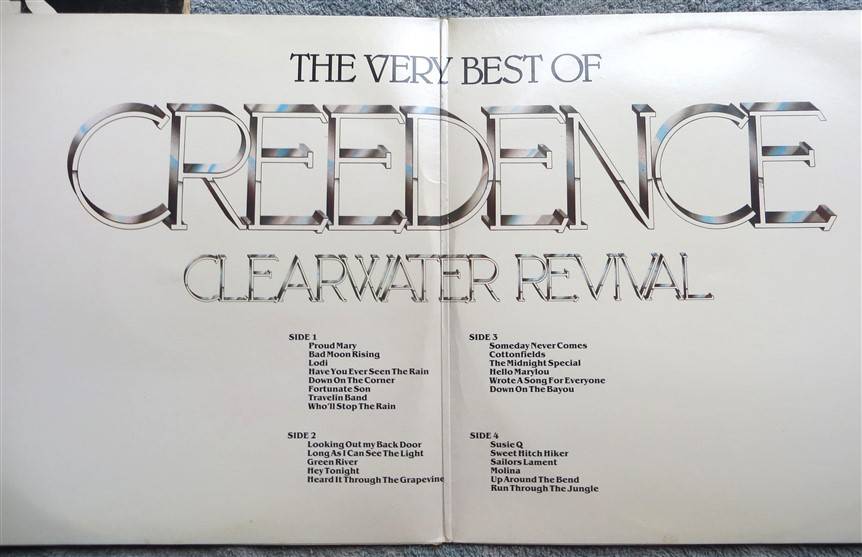 THE VERY BEST OF
CREEDENCE
CLEARWATER REVIVAL
SIDE 1
Proud Mary
Bad Moon Rising
Lodi
Have You Ever Seen The Rain
Down On The Corner
Fortunate Son
Travelin Band
Who'll Stop The Rain
SIDE 2
Looking Out my Back Door
Long As I Can See The Light
Green River
Hey Tonight
Heard It Through The Grapevine
SIDE 3
Someday Never Comes
Cottonfields
The Midnight Special
Hello Marylou
Wrote A Song For Everyone
Down On The Bayou
SIDE 4
Susie Q
Sweet Hitch Hiker
Sailors Lament
Molina
Up Around The Bend
Run Through The Jungle